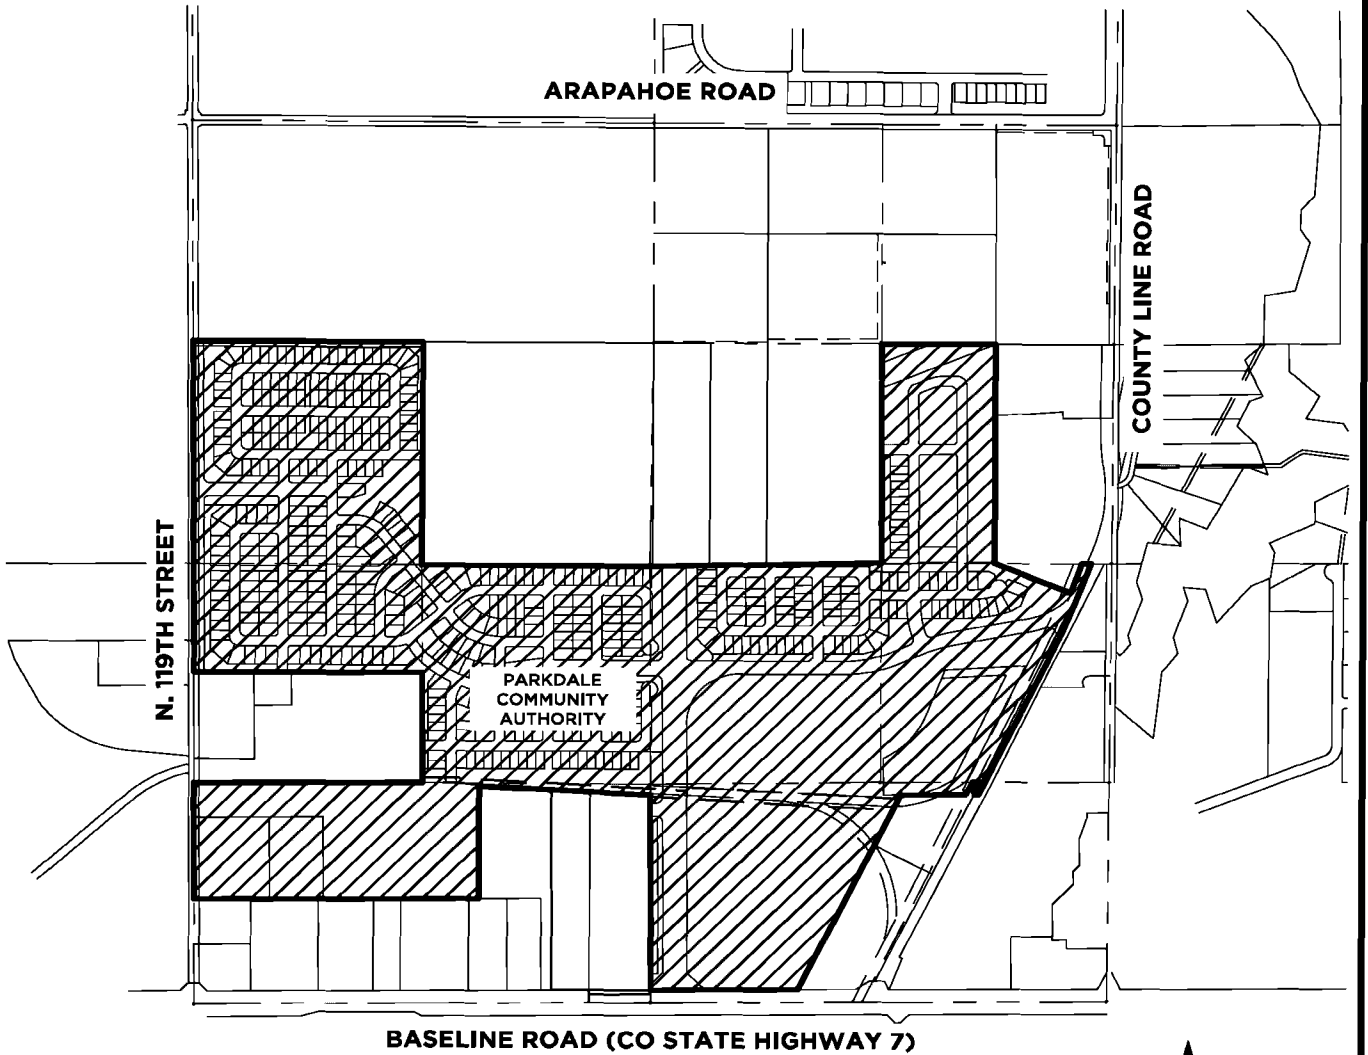 ARAPAHOE ROAD
COUNTY LINE ROAD
N. 119TH STREET
PARKDALE
COMMUNITY
AUTHORITY
BASELINE ROAD (CO STATE HIGHWAY 7)